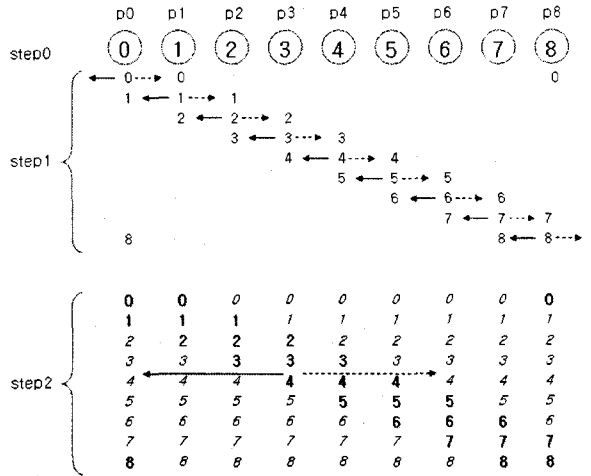 p0 p1 p2 p3 p4 p5 p6 p7 p8
step0 0 1 2 3 4 5 6 7 8
0 0 0
1 1 1
2 2 2
3 3 3
step1 4 4 4
5 5 5
6 6 6
7 7 7
8 8 8
0 0 0 0 0 0 0 0 0
1 1 1 1 1 1 1 1 1
2 2 2 2 2 2 2 2 2
3 3 3 3 3 3 3 3 3
step2 4 4 4 4 4 4 4 4 4
5 5 5 5 5 5 5 5 5
6 6 6 6 6 6 6 6 6
7 7 7 7 7 7 7 7 7
8 8 8 8 8 8 8 8 8